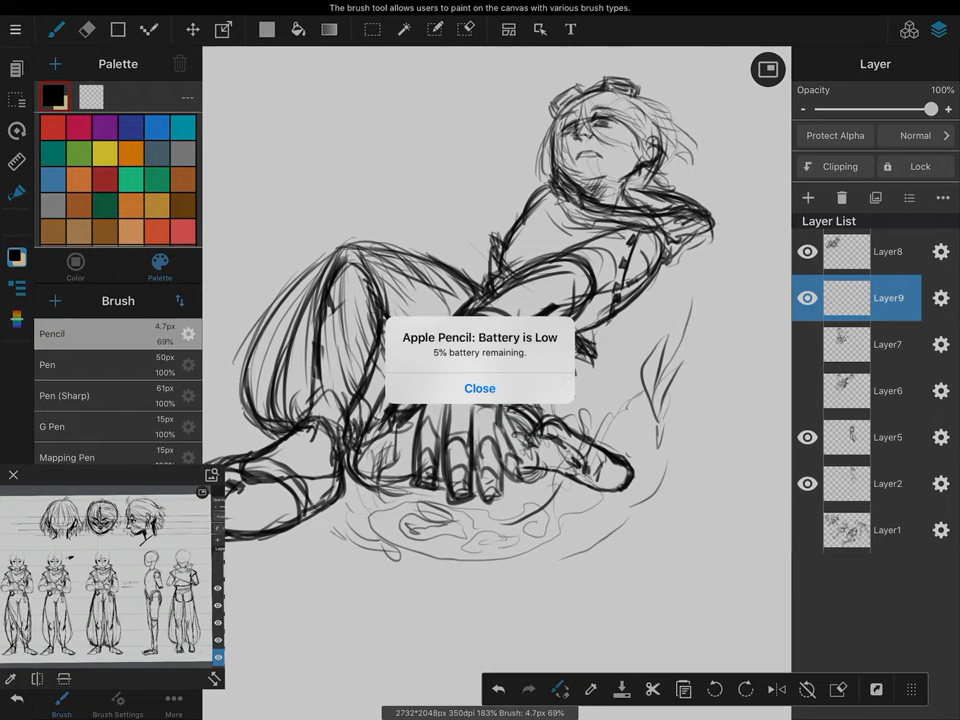 The brush tool allows users to paint on the canvas with various brush types.
T
Palette
---
Color
Palette
Brush
Pencil
4.7px
69%
Pen
50px
100%
Pen (Sharp)
61px
100%
G Pen
15px
100%
Mapping Pen
15px
Brush
Brush Settings
More
Apple Pencil: Battery is Low
5% battery remaining.
Close
Layer
Opacity
100%
-
+
Protect Alpha
Normal
Clipping
Lock
Layer List
Layer8
Layer9
Layer7
Layer6
Layer5
Layer2
Layer1
2732*2048px 350dpi 183% Brush: 4.7px 69%